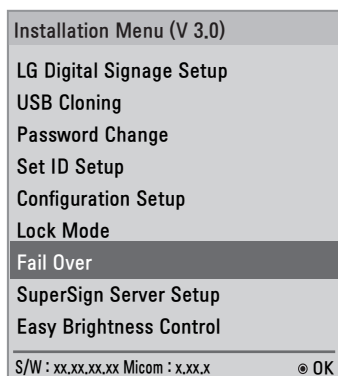 Installation Menu (V 3.0)
LG Digital Signage Setup
USB Cloning
Password Change
Set ID Setup
Configuration Setup
Lock Mode
Fail Over
SuperSign Server Setup
Easy Brightness Control
S/W : xx.xx.xx.xx Micom : x.xx.x ◉ OK